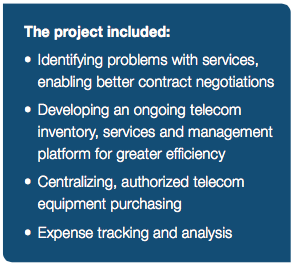 The project included:
• Identifying problems with services,
enabling better contract negotiations
• Developing an ongoing telecom
inventory, services and management
platform for greater efficiency
• Centralizing, authorized telecom
equipment purchasing
• Expense tracking and analysis